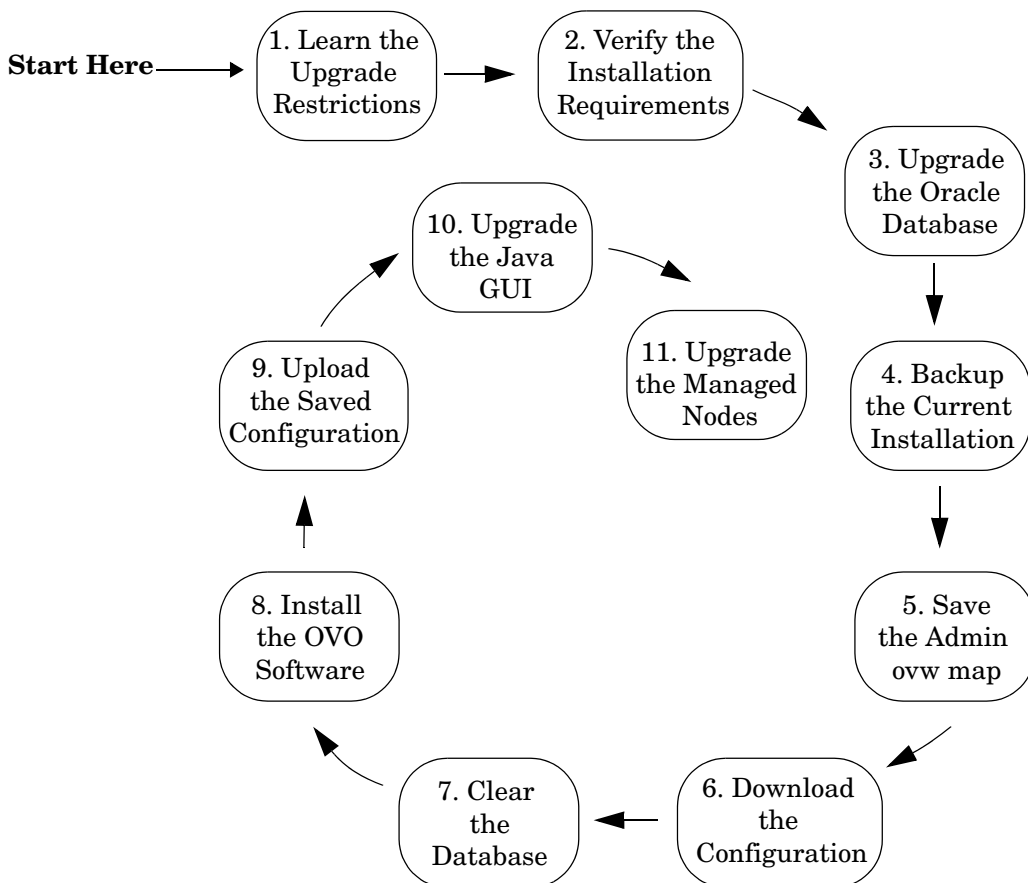 Start Here
1. Learn the
Upgrade
Restrictions
2. Verify the
Installation
Requirements
3. Upgrade
the Oracle
Database
4. Backup
the Current
Installation
5. Save
the Admin
ovw map
6. Download
the
Configuration
7. Clear
the
Database
8. Install
the OVO
Software
9. Upload
the Saved
Configuration
10. Upgrade
the Java
GUI
11. Upgrade
the Managed
Nodes